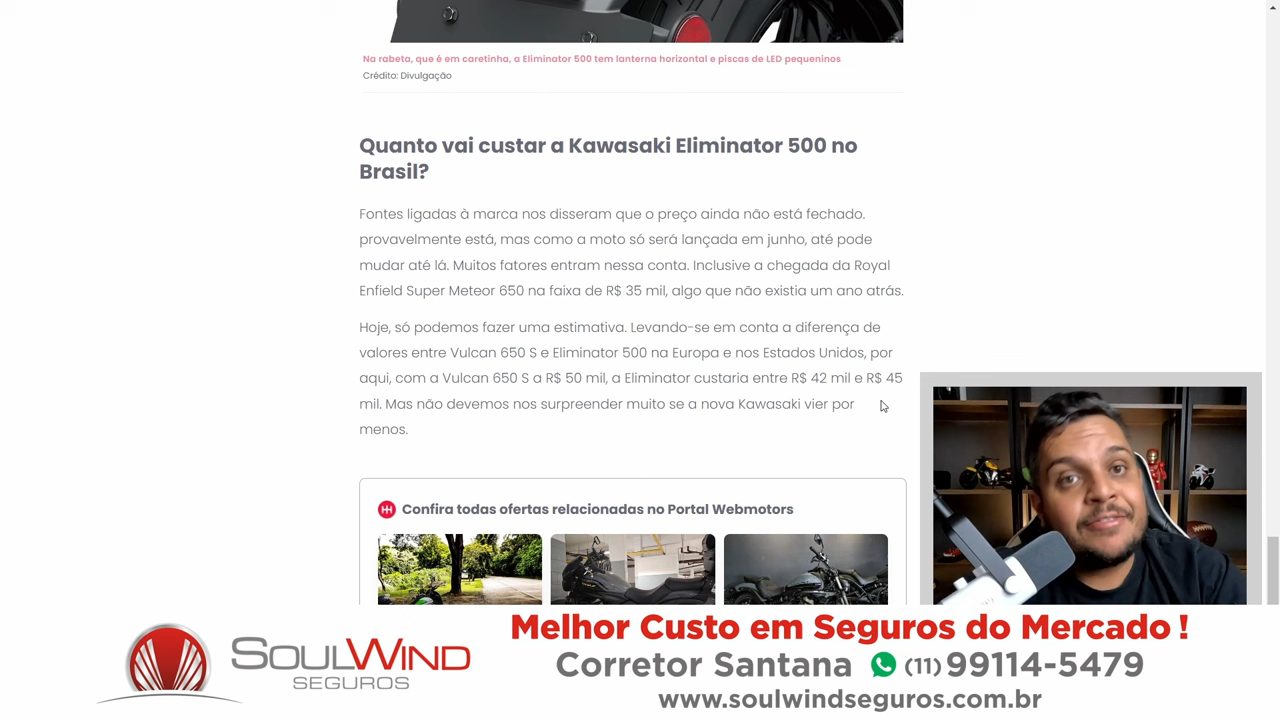 Na rabeta, que é em caretinha, a Eliminator 500 tem lanterna horizontal e piscas de LED pequeninos
Crédito: Divulgação
Quanto vai custar a Kawasaki Eliminator 500 no
Brasil?
Fontes ligadas à marca nos disseram que o preço ainda não está fechado.
provavelmente está, mas como a moto só será lançada em junho, até pode
mudar até lá. Muitos fatores entram nessa conta. Inclusive a chegada da Royal
Enfield Super Meteor 650 na faixa de R$ 35 mil, algo que não existia um ano atrás.
Hoje, só podemos fazer uma estimativa. Levando-se em conta a diferença de
valores entre Vulcan 650 S e Eliminator 500 na Europa e nos Estados Unidos, por
aqui, com a Vulcan 650 S a R$ 50 mil, a Eliminator custaria entre R$ 42 mil e R$ 45
mil. Mas não devemos nos surpreender muito se a nova Kawasaki vier por
menos.
Confira todas ofertas relacionadas no Portal Webmotors
SOULWIND
SEGUROS
Melhor Custo em Seguros do Mercado !
Corretor Santana (11) 99114-5479
www.soulwindseguros.com.br